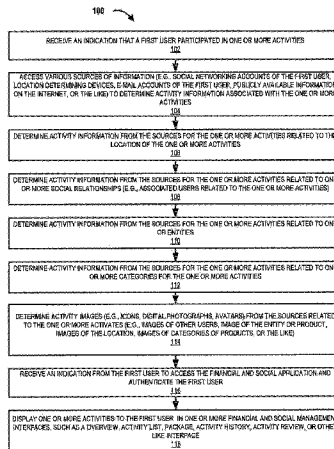 100
RECEIVE AN INDICATION THAT A FIRST USER PARTICIPATED IN ONE OR MORE ACTIVITIES
102
ACCESS VARIOUS SOURCES OF INFORMATION (E.G., SOCIAL NETWORKING ACCOUNTS OF THE FIRST USER,
LOCATION DETERMINING DEVICES, E-MAIL ACCOUNTS OF THE FIRST USER, PUBLICLY AVAILABLE INFORMATION
ON THE INTERNET, OR THE LIKE) TO DETERMINE ACTIVITY INFORMATION ASSOCIATED WITH THE ONE OR MORE
ACTIVITIES
104
DETERMINE ACTIVITY INFORMATION FROM THE SOURCES FOR THE ONE OR MORE ACTIVITIES RELATED TO THE
LOCATION OF THE ONE OR MORE ACTIVITIES
106
DETERMINE ACTIVITY INFORMATION FROM THE SOURCES FOR THE ONE OR MORE ACTIVITIES RELATED TO ONE
OR MORE SOCIAL RELATIONSHIPS (E.G., ASSOCIATED USERS RELATED TO THE ONE OR MORE ACTIVITIES)
108
DETERMINE ACTIVITY INFORMATION FROM THE SOURCES FOR THE ONE OR MORE ACTIVITIES RELATED TO ONE
OR ENTITIES
110
DETERMINE ACTIVITY INFORMATION FROM THE SOURCES FOR THE ONE OR MORE ACTIVITIES RELATED TO ONE
OR MORE CATEGORIES FOR THE ONE OR MORE ACTIVITIES
112
DETERMINE ACTIVITY IMAGES (E.G., ICONS, DIGITAL PHOTOGRAPHS, AVATARS) FROM THE SOURCES RELATED
TO THE ONE OR MORE ACTIVATES (E.G., IMAGES OF OTHER USERS, IMAGE OF THE ENTITY OR PRODUCT,
IMAGES OF THE LOCATION, IMAGES OF CATEGORIES OF PRODUCTS, OR THE LIKE)
114
RECEIVE AN INDICATION FROM THE FIRST USER TO ACCESS THE FINANCIAL AND SOCIAL APPLICATION AND
AUTHENTICATE THE FIRST USER
116
DISPLAY ONE OR MORE ACTIVITIES TO THE FIRST USER, IN ONE OR MORE FINANCIAL AND SOCIAL MANAGEMENT
INTERFACES, SUCH AS A OVERVIEW, ACTIVITY LIST, PACKAGE, ACTIVITY HISTORY, ACTIVITY REVIEW, OR OTHER
LIKE INTERFACE
118